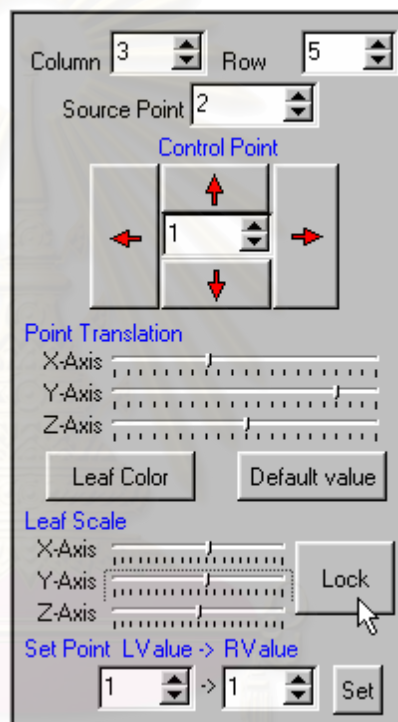 Column 3 Row 5
Source Point 2
Control Point
1
Point Translation
X-Axis
Y-Axis
Z-Axis
Leaf Color Default value
Leaf Scale
X-Axis
Y-Axis
Z-Axis
Lock
Set Point LValue -> RValue
1 -> 1 Set